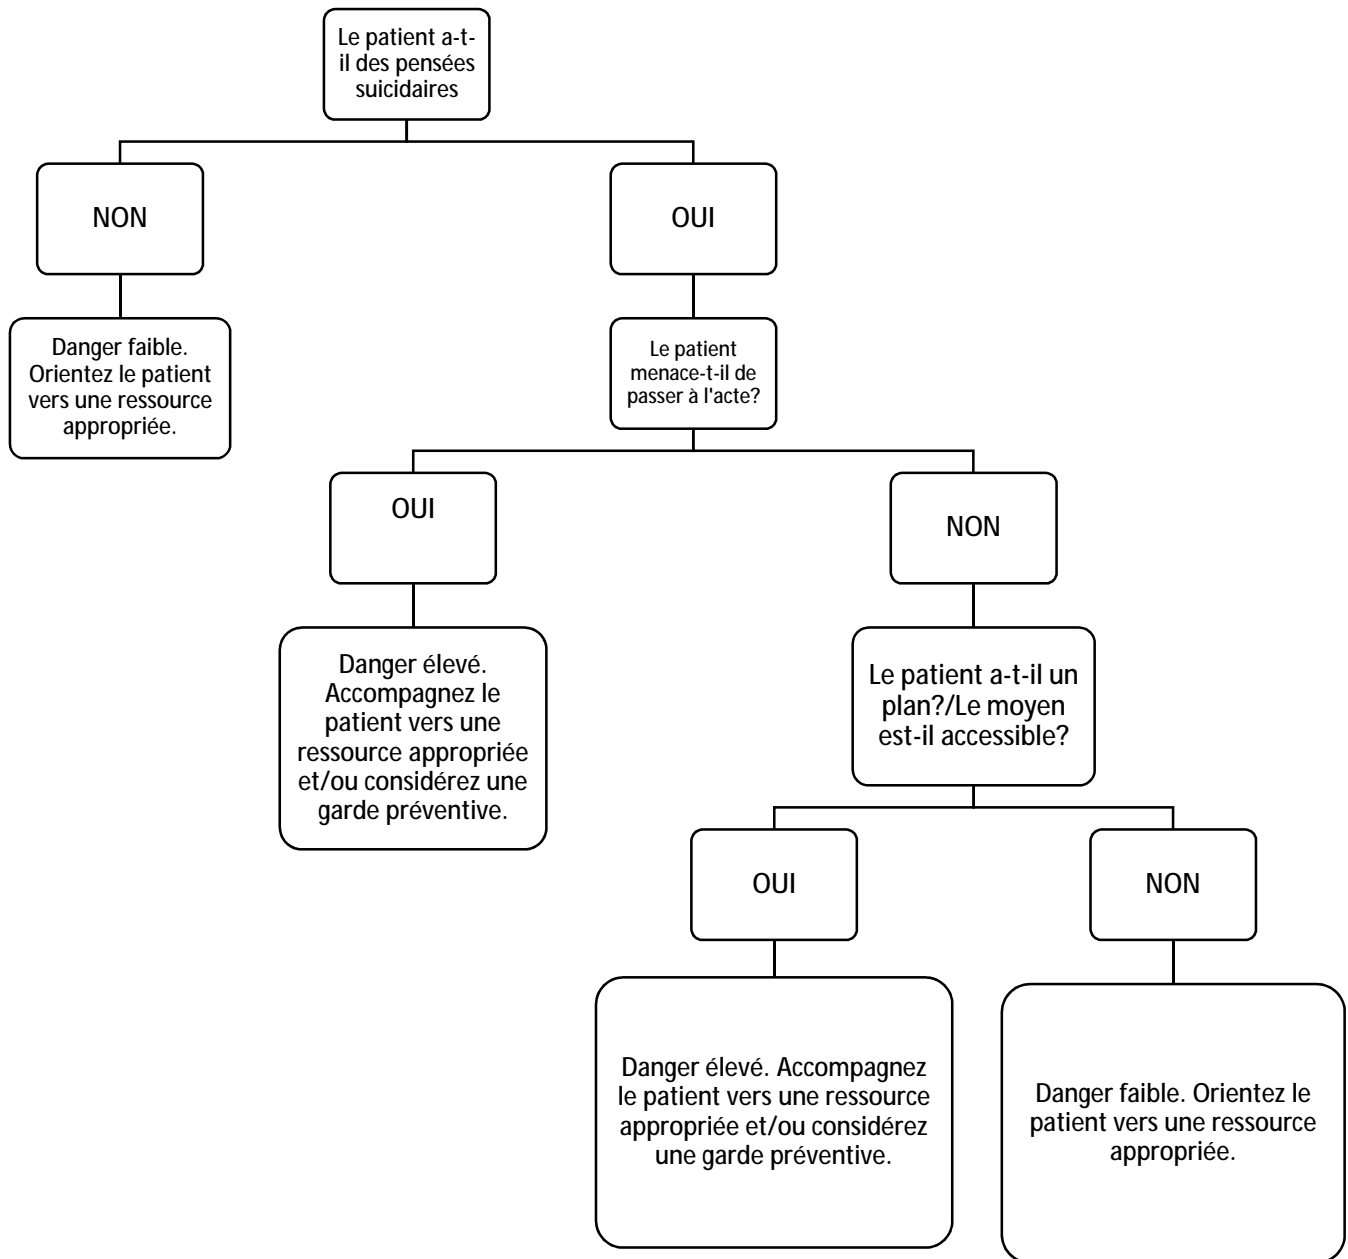 Le patient a-t-
il des pensées
suicidaires
NON
OUI
Danger faible.
Orientez le patient
vers une ressource
appropriée.
Le patient
menace-t-il de
passer à l'acte?
OUI
NON
Danger élevé.
Accompagnez le
patient vers une
ressource appropriée
et/ou considérez une
garde préventive.
Le patient a-t-il un
plan?/Le moyen
est-il accessible?
OUI
NON
Danger élevé. Accompagnez
le patient vers une ressource
appropriée et/ou considérez
une garde préventive.
Danger faible. Orientez le
patient vers une ressource
appropriée.